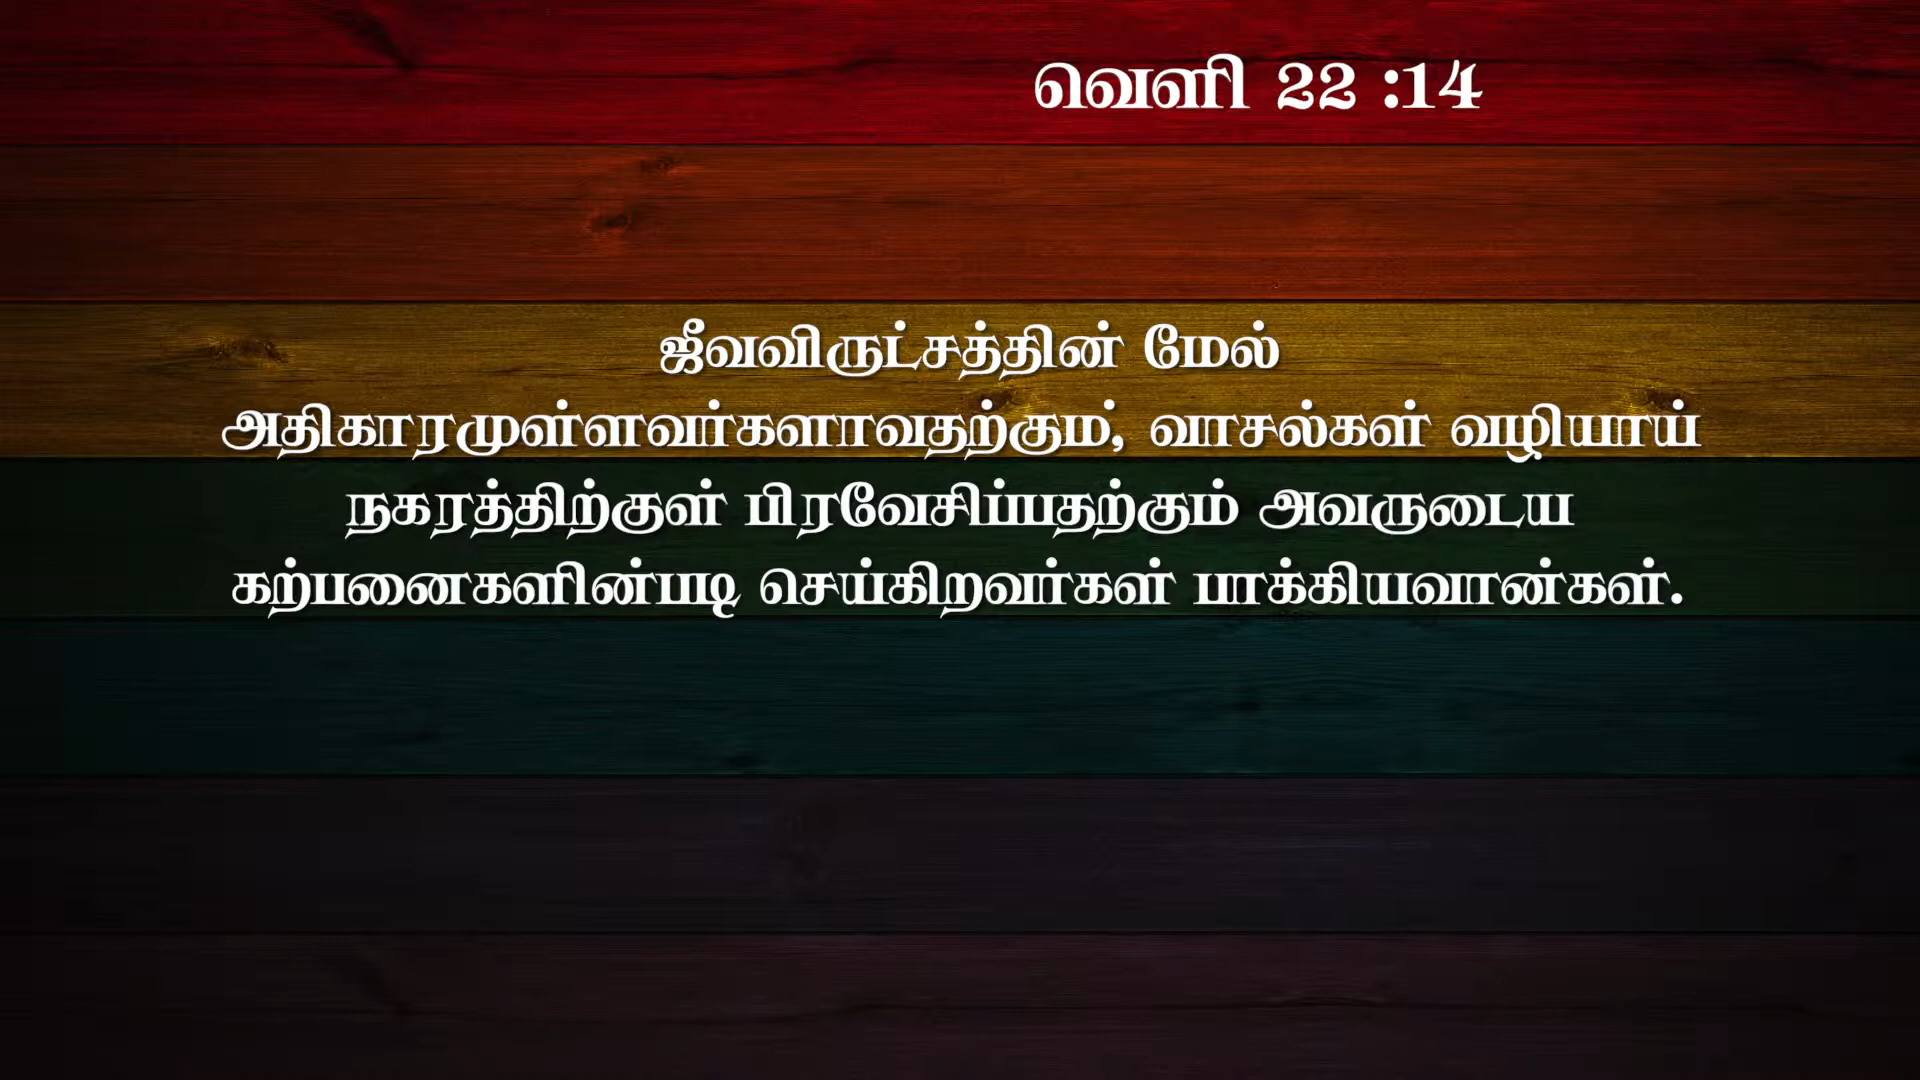 வெளி 22 :14
ஜீவவிருட்சத்தின் மேல்
அதிகாரமுள்ளவர்களாவதற்கும், வாசல்கள் வழியாய்
நகரத்திற்குள் பிரவேசிப்பதற்கும் அவருடைய
கற்பனைகளின்படி செய்கிறவர்கள் பாக்கியவான்கள்.